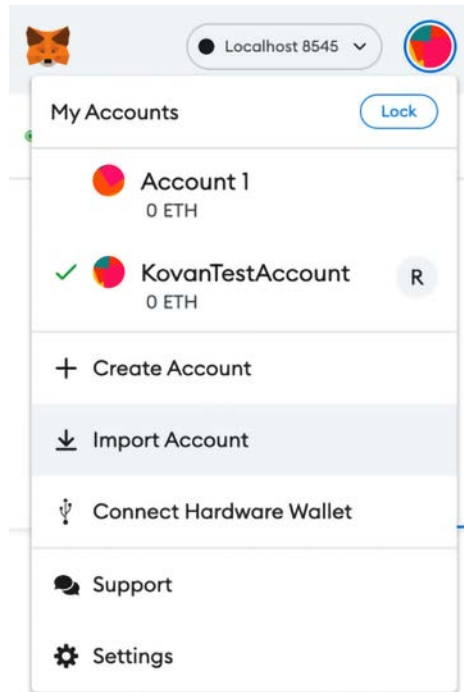 Localhost 8545
My Accounts
Lock
Account 1
0 ETH
KovanTestAccount
R
0 ETH
Create Account
Import Account
Connect Hardware Wallet
Support
Settings